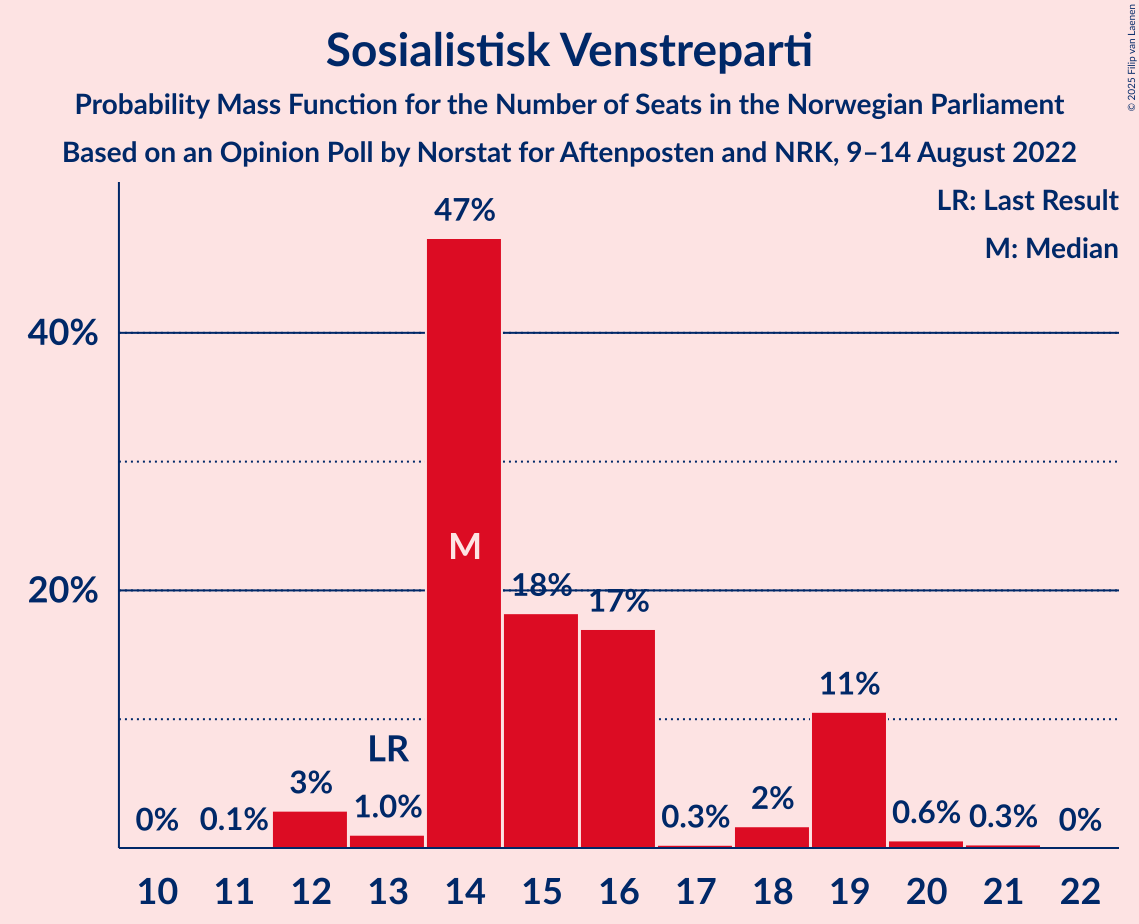 © 2025 Filip van Laenen
Sosialistisk Venstreparti
Probability Mass Function for the Number of Seats in the Norwegian Parliament
Based on an Opinion Poll by Norstat for Aftenposten and NRK, 9–14 August 2022
LR: Last Result
M: Median
47%
40%
M
20%
18%
17%
11%
LR
3%
1.0%
0%
0.1%
0.3%
2%
0.6%
0.3%
0%
10 11 12 13 14 15 16 17 18 19 20 21 22